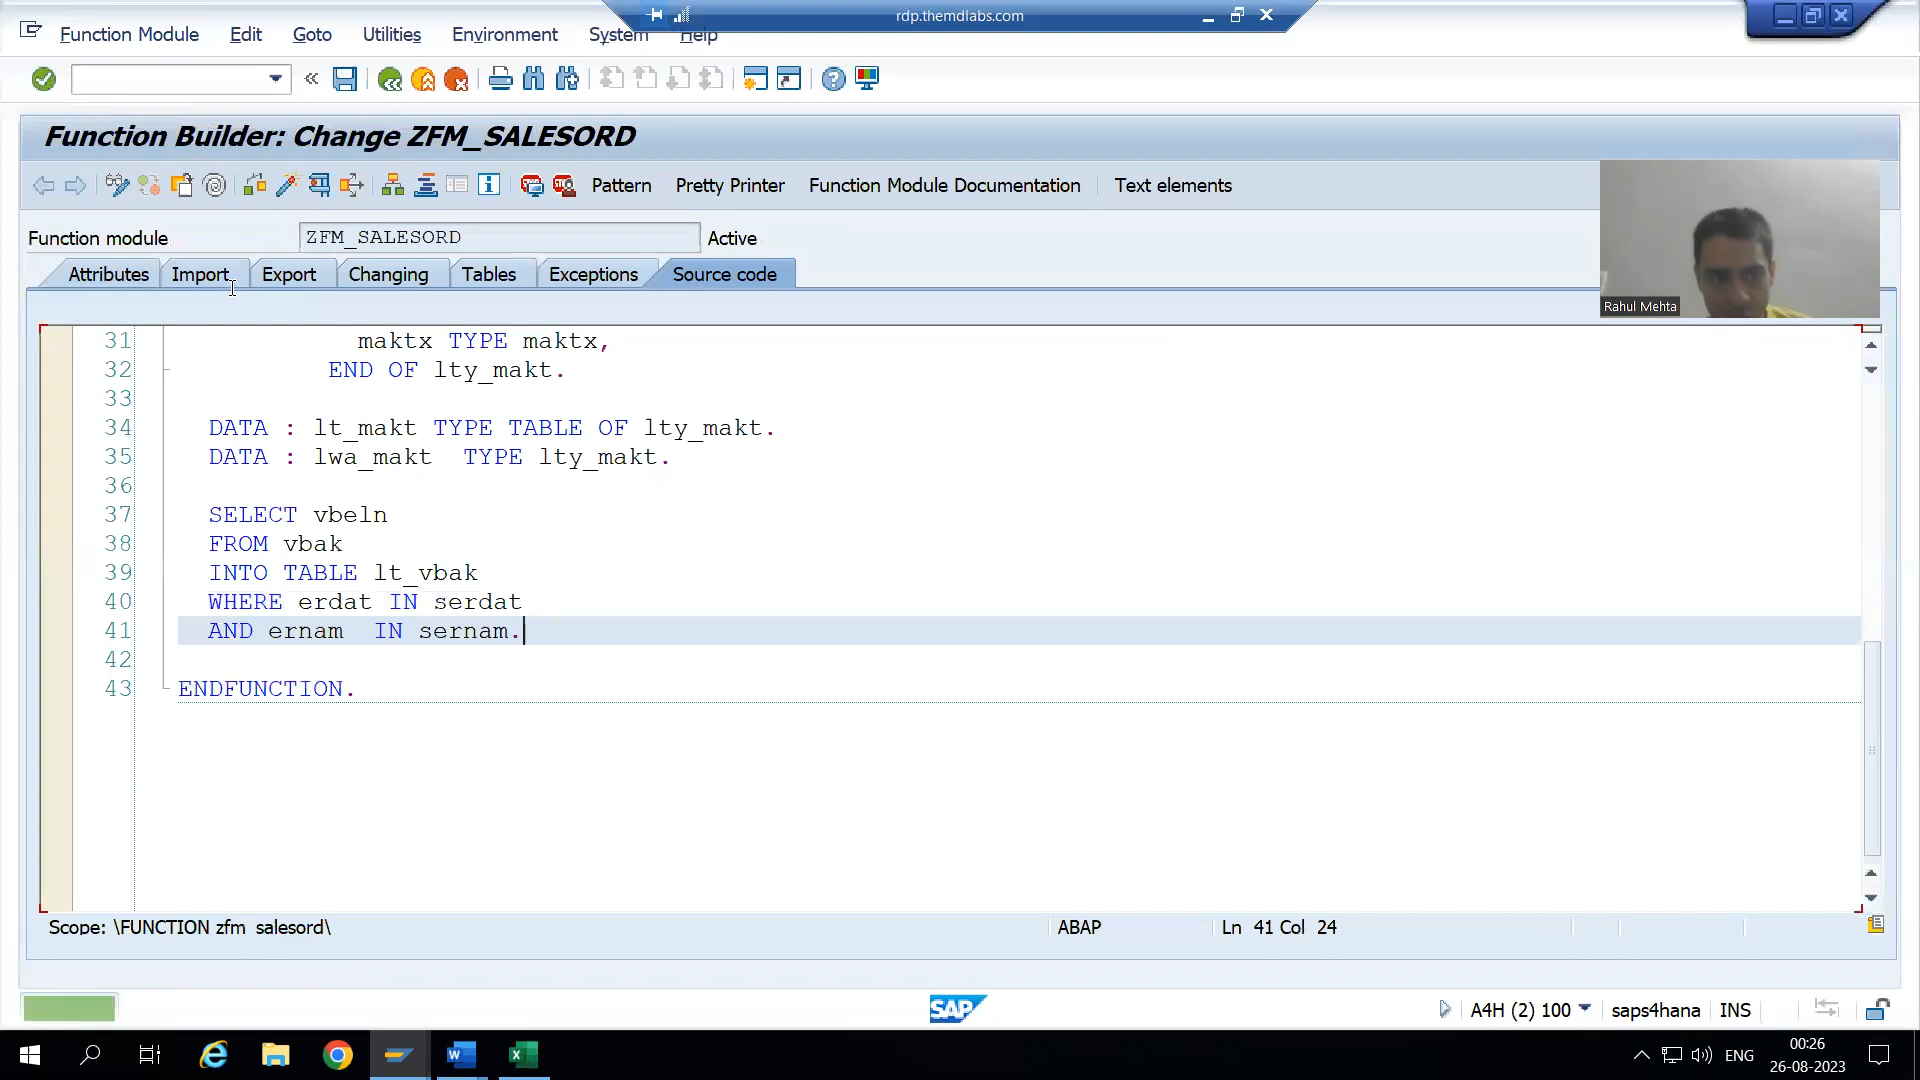 rdp.themdlabs.com
Function Module Edit Goto Utilities Environment System Help
Function Builder: Change ZFM_SALESORD
Pattern Pretty Printer Function Module Documentation Text elements
Function module ZFM_SALESORD Active
Attributes Import Export Changing Tables Exceptions Source code
Rahul Mehta
31 maktx TYPE maktx,
32 END OF lty_makt.
33
34 DATA : lt_makt TYPE TABLE OF lty_makt.
35 DATA : lwa_makt  TYPE lty_makt.
36
37 SELECT vbeln
38 FROM vbak
39 INTO TABLE lt_vbak
40 WHERE erdat IN serdat
41 AND ernam  IN sernam.
42
43 ENDFUNCTION.
Scope: \FUNCTION zfm_salesord\ ABAP Ln 41 Col 24
SAP A4H (2) 100 saps4hana INS
ENG 00:26
26-08-2023